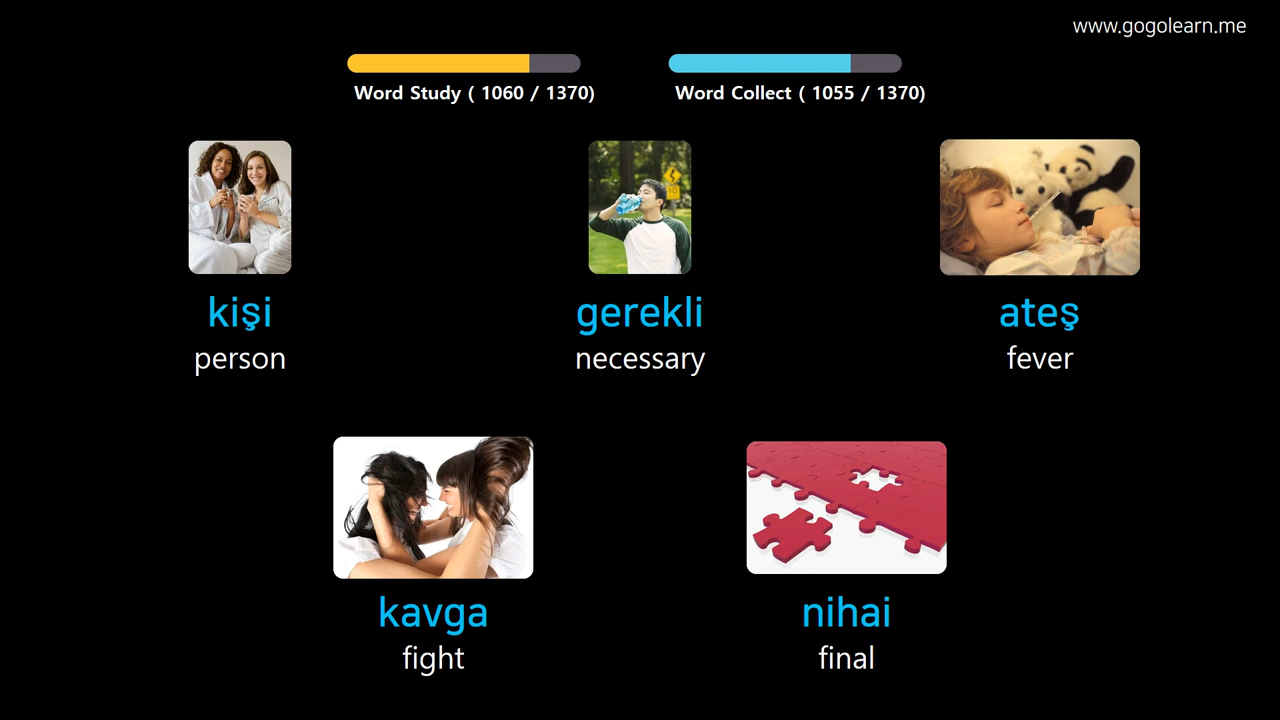 www.gogolearn.me
Word Study ( 1060 / 1370)
Word Collect ( 1055 / 1370)
kişi
person
gerekli
necessary
ateş
fever
kavga
fight
nihai
final